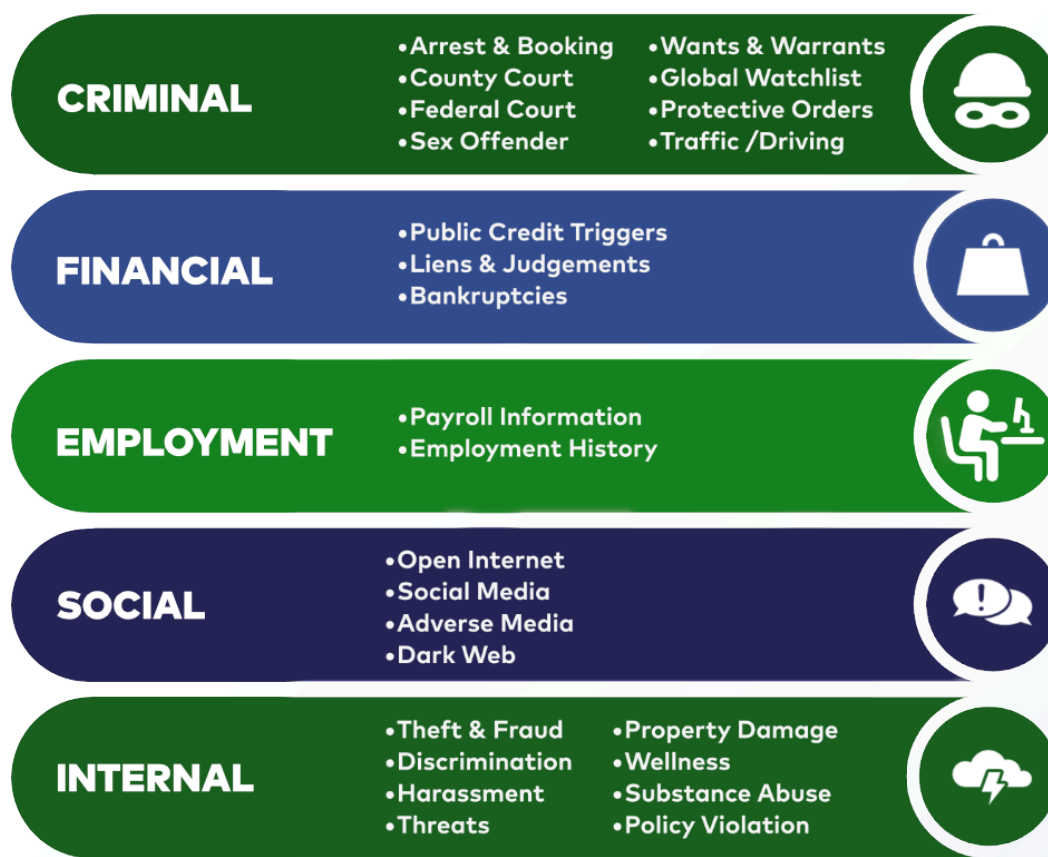 CRIMINAL
•Arrest & Booking
•County Court
•Federal Court
•Sex Offender
•Wants & Warrants
•Global Watchlist
•Protective Orders
•Traffic /Driving
FINANCIAL
•Public Credit Triggers
•Liens & Judgements
•Bankruptcies
EMPLOYMENT
•Payroll Information
•Employment History
SOCIAL
•Open Internet
•Social Media
•Adverse Media
•Dark Web
INTERNAL
•Theft & Fraud
•Discrimination
•Harassment
•Threats
•Property Damage
•Wellness
•Substance Abuse
•Policy Violation